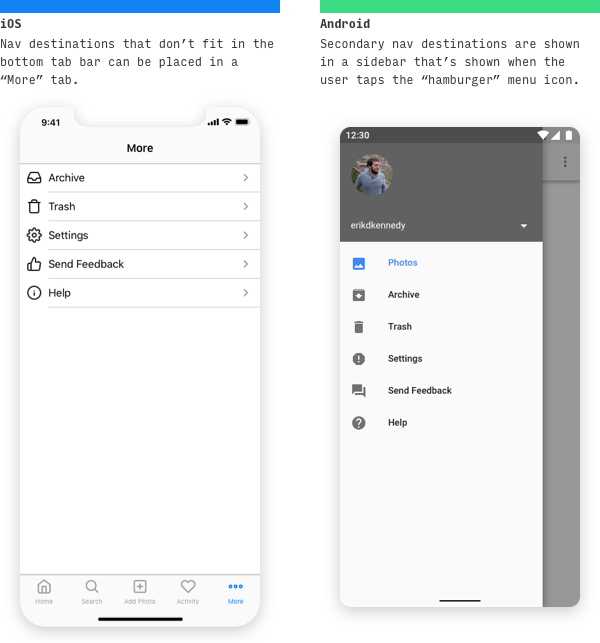 iOS
Nav destinations that don’t fit in the
bottom tab bar can be placed in a
“More” tab.
9:41
More
Archive
Trash
Settings
Send Feedback
Help
Home
Search
Add Photo
Activity
More
Android
Secondary nav destinations are shown
in a sidebar that’s shown when the
user taps the “hamburger” menu icon.
12:30
erikdkennedy
Photos
Archive
Trash
Settings
Send Feedback
Help